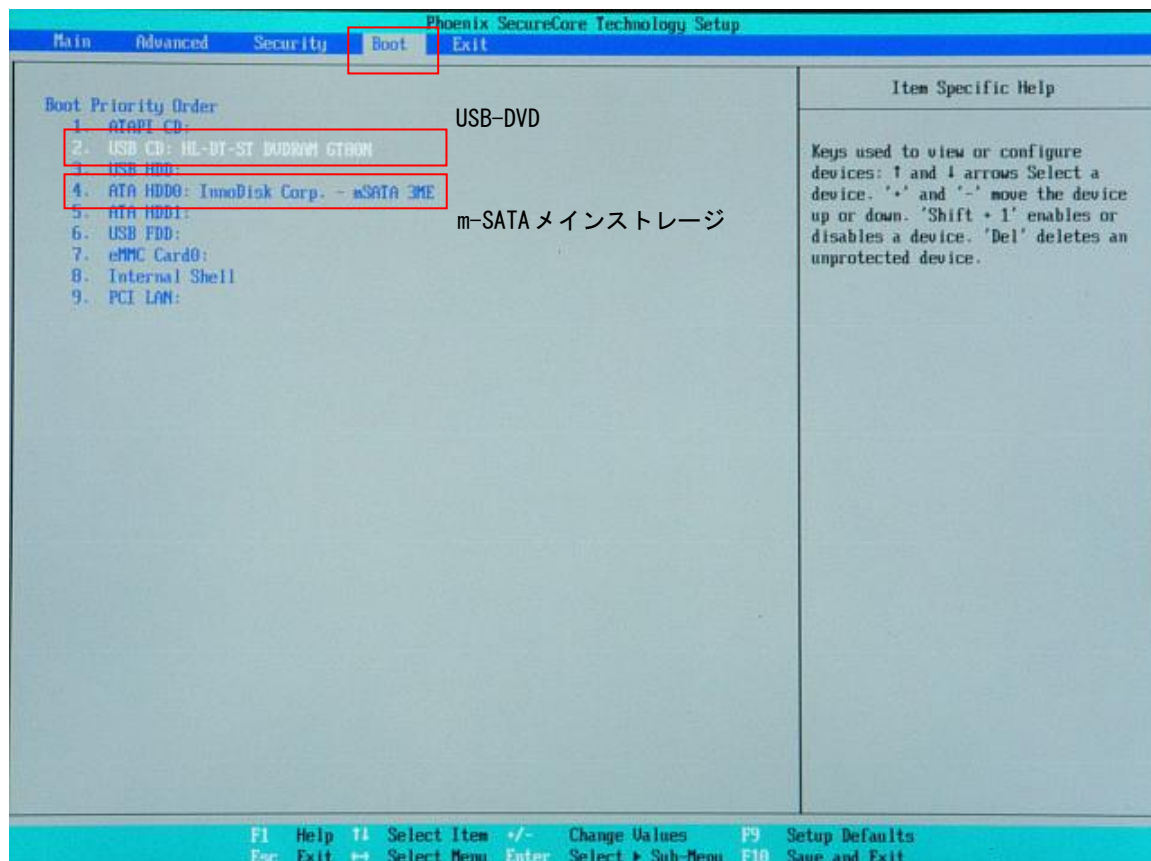 Phoenix SecureCore Technology Setup
Main Advanced Security Boot Exit
Boot Priority Order
1. ATAPI CD:
2. USB CD: HL-DT-ST DVDRAM GT80N
3. USB HDD:
4. ATA HDD0: InnoDisk Corp. - mSATA 3ME
5. ATA HDD1:
6. USB FDD:
7. eMMC Card0:
8. Internal Shell
9. PCI LAN:
USB-DVD
m-SATAメインストレージ
Item Specific Help
Keys used to view or configure
devices: ↑ and ↓ arrows Select a
device. '+' and '-' move the device
up or down. 'Shift + 1' enables or
disables a device. 'Del' deletes an
unprotected device.
F1 Help ↑↓ Select Item +/- Change Values F9 Setup Defaults
Esc Exit ↔ Select Menu Enter Select ▶ Sub-Menu F10 Save and Exit